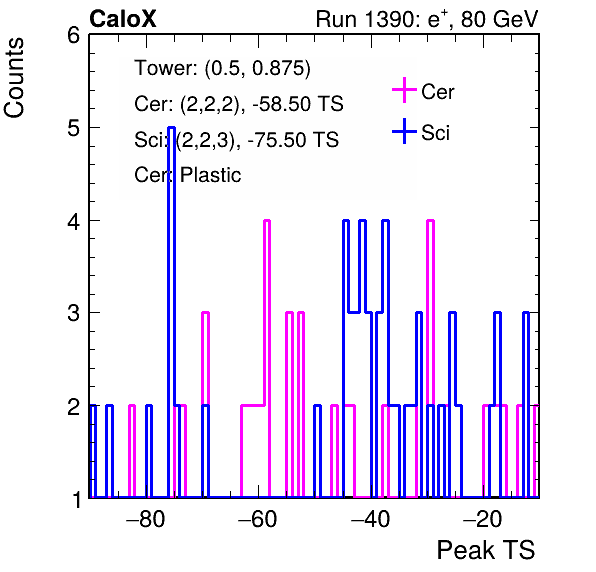 CaloX Run 1390: e⁺, 80 GeV
Counts
6
Tower: (0.5, 0.875)
Cer: (2,2,2), -58.50 TS
Sci: (2,2,3), -75.50 TS
Cer: Plastic
Cer
Sci
5
4
3
2
1
−80 −60 −40 −20
Peak TS